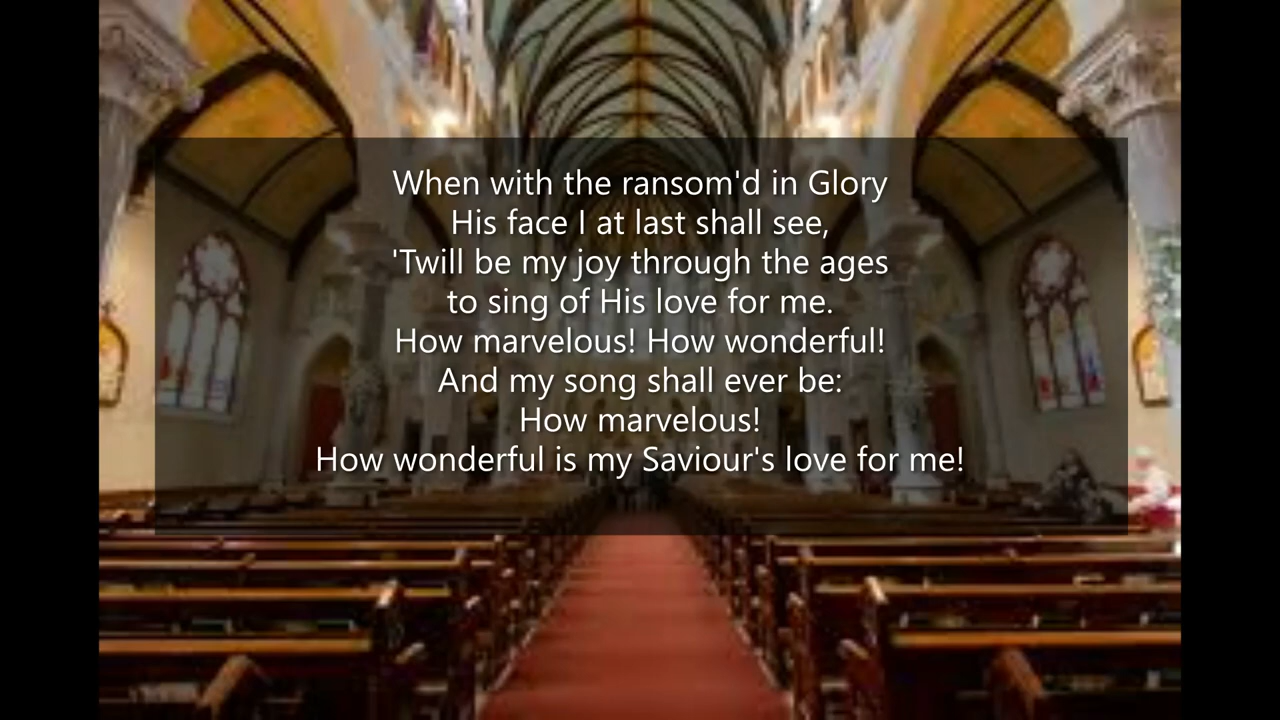 When with the ransom'd in Glory
His face I at last shall see,
'Twill be my joy through the ages
to sing of His love for me.
How marvelous! How wonderful!
And my song shall ever be:
How marvelous!
How wonderful is my Saviour's love for me!